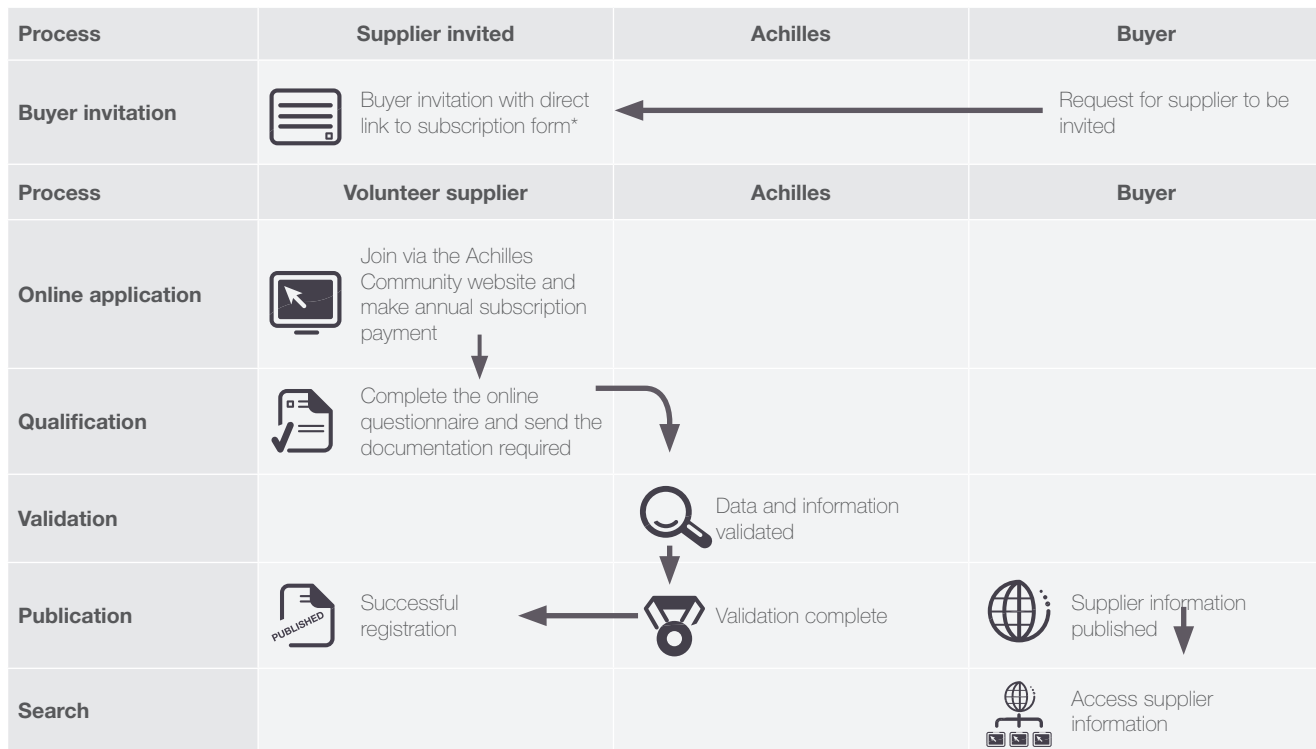 Process
Supplier invited
Achilles
Buyer
Buyer invitation
Buyer invitation with direct
link to subscription form*
Request for supplier to be
invited
Process
Volunteer supplier
Achilles
Buyer
Online application
Join via the Achilles
Community website and
make annual subscription
payment
Qualification
Complete the online
questionnaire and send the
documentation required
Validation
Data and information
validated
Publication
PUBLISHED
Successful
registration
Validation complete
Supplier information
published
Search
Access supplier
information